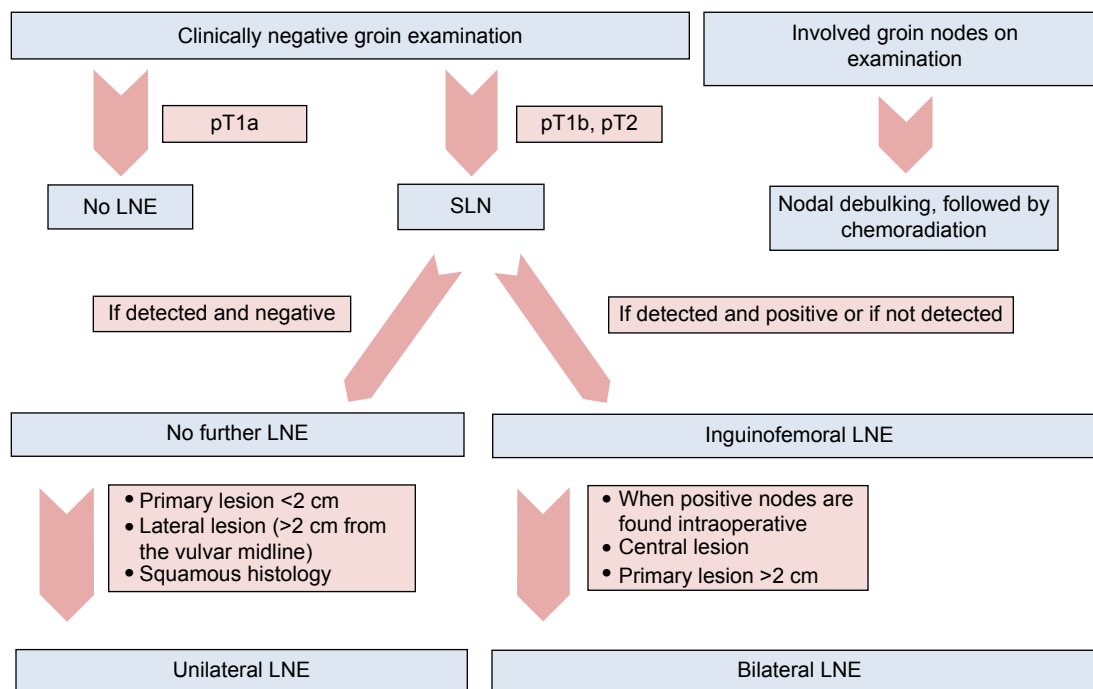 Clinically negative groin examination
Involved groin nodes on
examination
pT1a
pT1b, pT2
No LNE
SLN
Nodal debulking, followed by
chemoradiation
If detected and negative
If detected and positive or if not detected
No further LNE
Inguinofemoral LNE
• Primary lesion <2 cm
• Lateral lesion (>2 cm from
the vulvar midline)
• Squamous histology
• When positive nodes are
found intraoperative
• Central lesion
• Primary lesion >2 cm
Unilateral LNE
Bilateral LNE